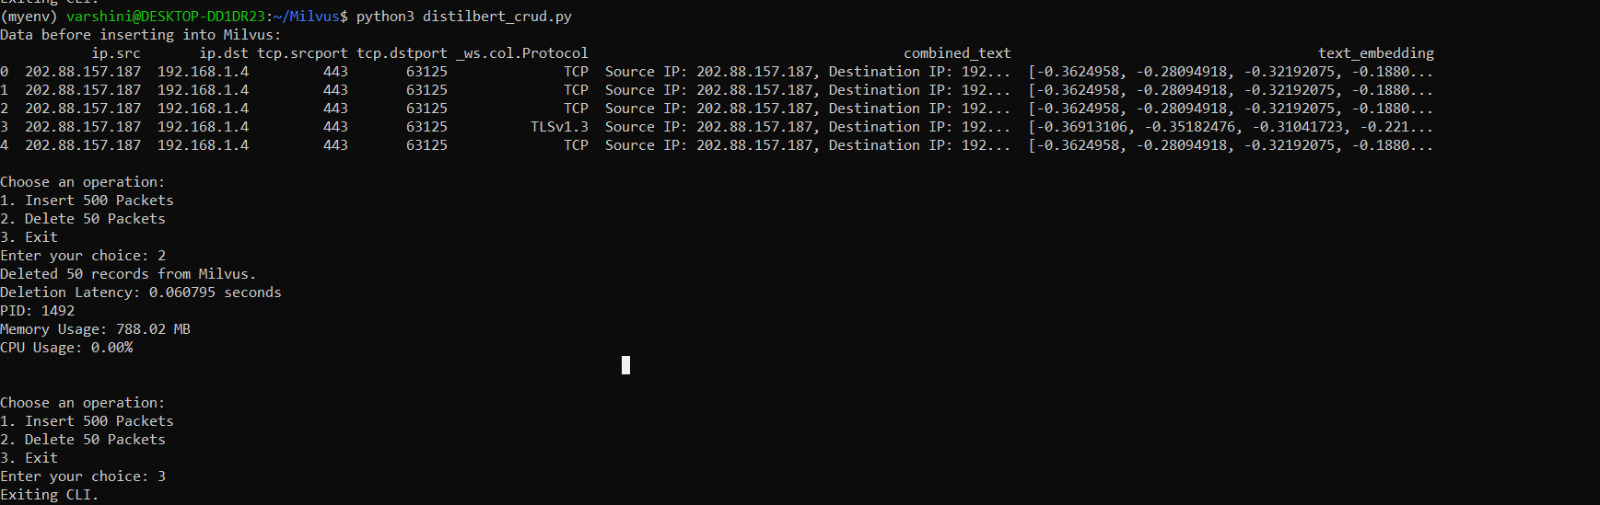 Exiting CLI.
(myenv) varshini@DESKTOP-DD1DR23:~/Milvus$ python3 distilbert_crud.py
Data before inserting into Milvus:
ip.src ip.dst tcp.srcport tcp.dstport _ws.col.Protocol combined_text text_embedding
0 202.88.157.187 192.168.1.4 443 63125 TCP Source IP: 202.88.157.187, Destination IP: 192... [-0.3624958, -0.28094918, -0.32192075, -0.1880...
1 202.88.157.187 192.168.1.4 443 63125 TCP Source IP: 202.88.157.187, Destination IP: 192... [-0.3624958, -0.28094918, -0.32192075, -0.1880...
2 202.88.157.187 192.168.1.4 443 63125 TCP Source IP: 202.88.157.187, Destination IP: 192... [-0.3624958, -0.28094918, -0.32192075, -0.1880...
3 202.88.157.187 192.168.1.4 443 63125 TLSv1.3 Source IP: 202.88.157.187, Destination IP: 192... [-0.36913106, -0.35182476, -0.31041723, -0.221...
4 202.88.157.187 192.168.1.4 443 63125 TCP Source IP: 202.88.157.187, Destination IP: 192... [-0.3624958, -0.28094918, -0.32192075, -0.1880...
Choose an operation:
1. Insert 500 Packets
2. Delete 50 Packets
3. Exit
Enter your choice: 2
Deleted 50 records from Milvus.
Deletion Latency: 0.060795 seconds
PID: 1492
Memory Usage: 788.02 MB
CPU Usage: 0.00%
Choose an operation:
1. Insert 500 Packets
2. Delete 50 Packets
3. Exit
Enter your choice: 3
Exiting CLI.